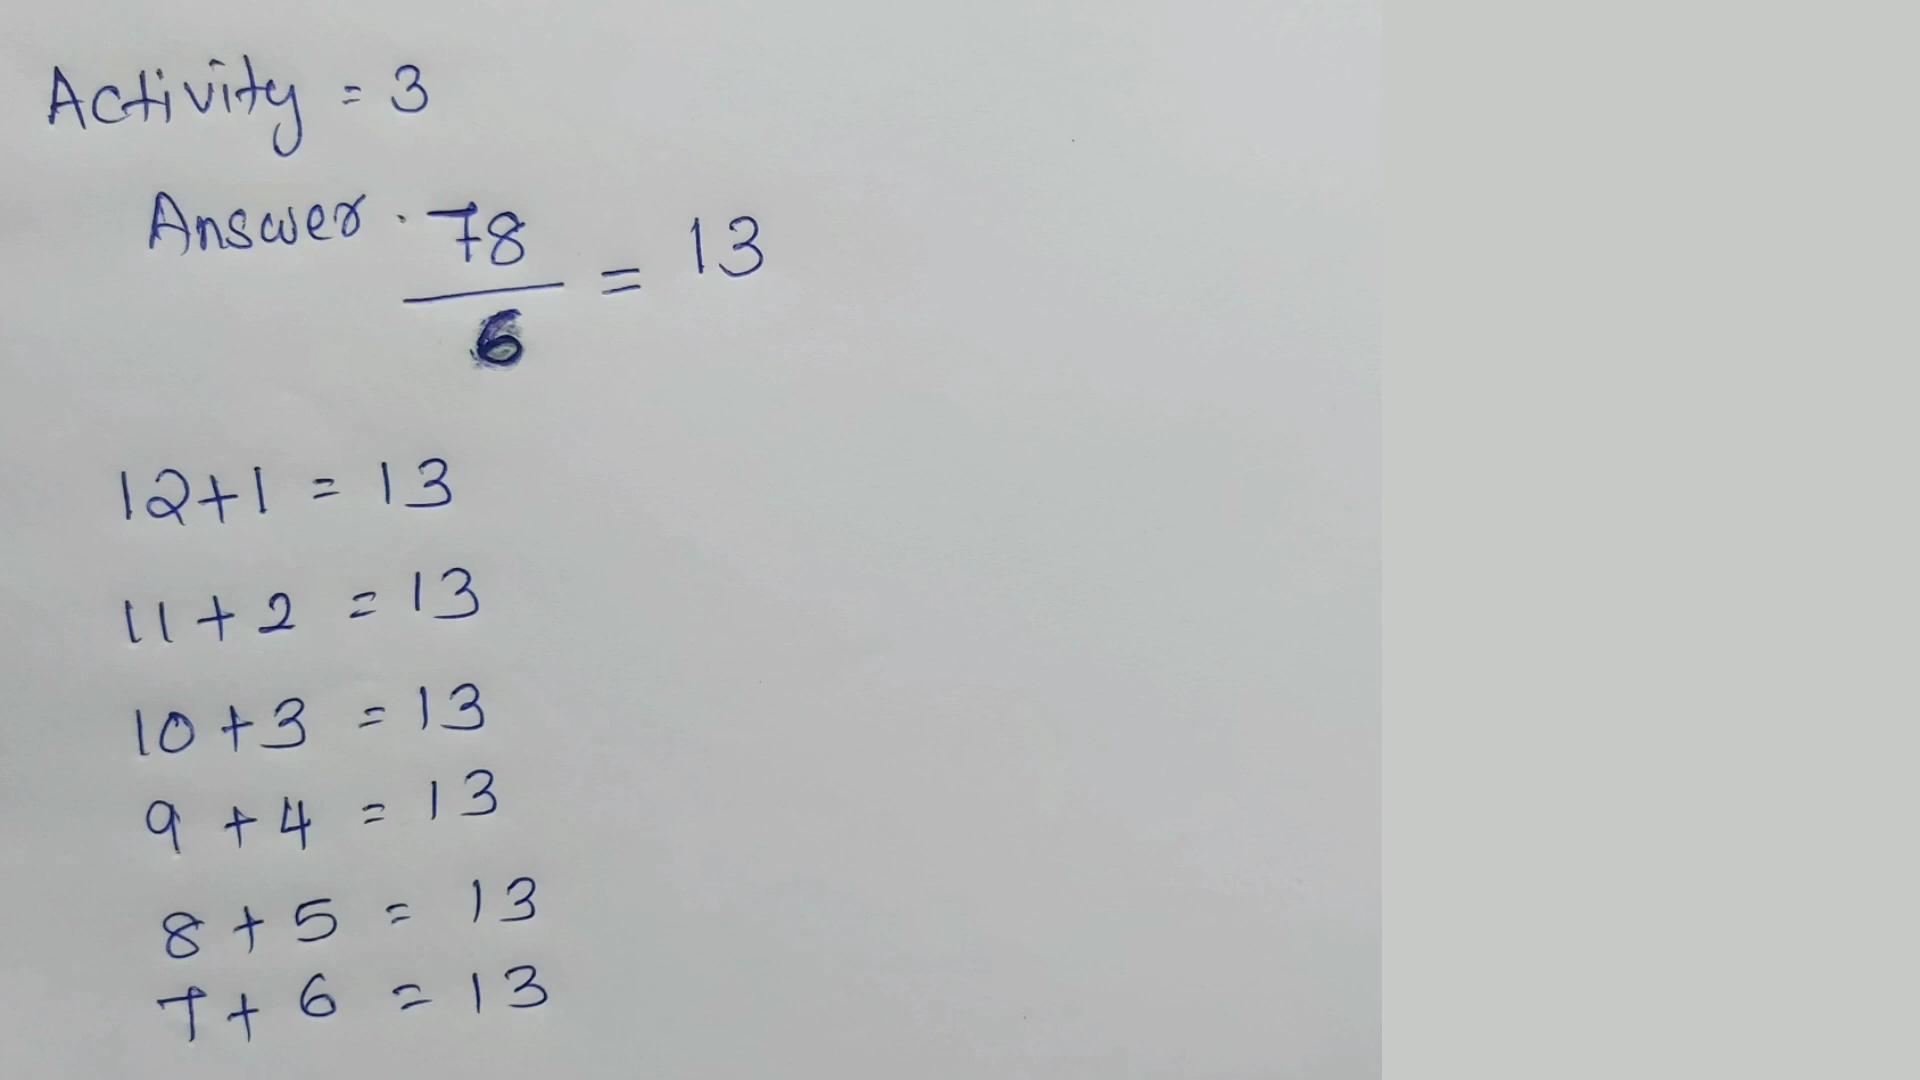 Activity = 3
Answer. 78/6 = 13
12+1 = 13
11+2 = 13
10+3 = 13
9+4 = 13
8+5 = 13
7+6 = 13